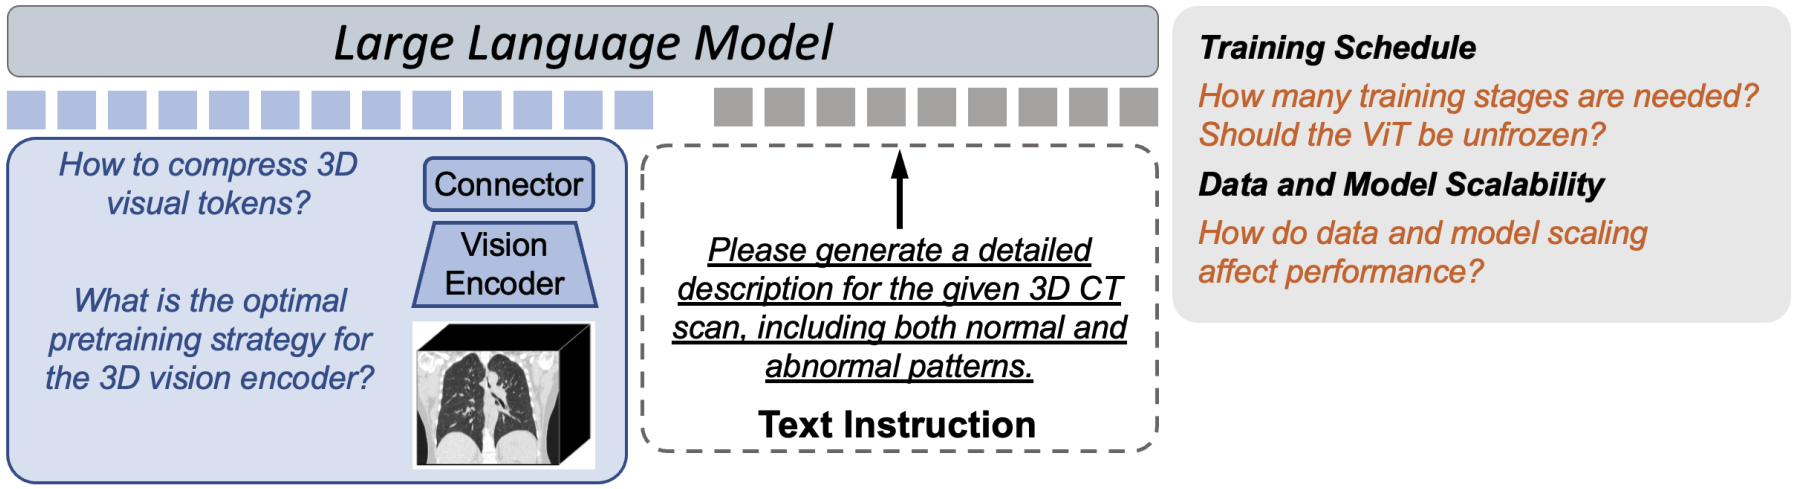 Large Language Model
How to compress 3D
visual tokens?
What is the optimal
pretraining strategy for
the 3D vision encoder?
Connector
Vision
Encoder
Please generate a detailed
description for the given 3D CT
scan, including both normal and
abnormal patterns.
Text Instruction
Training Schedule
How many training stages are needed?
Should the ViT be unfrozen?
Data and Model Scalability
How do data and model scaling
affect performance?